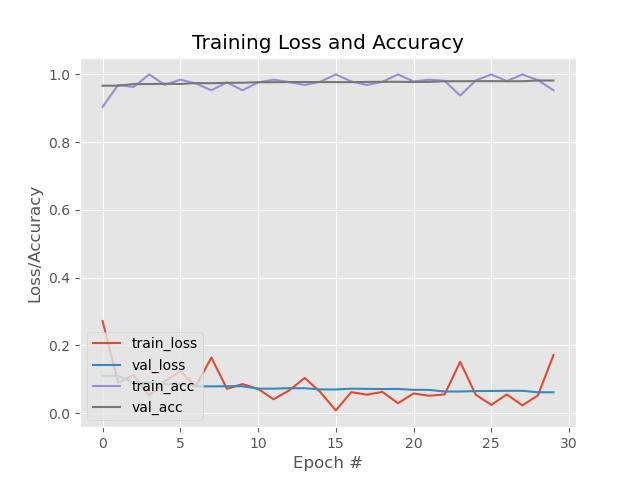 Training Loss and Accuracy
Loss/Accuracy
1.0
0.8
0.6
0.4
0.2
0.0
train_loss
val_loss
train_acc
val_acc
0 5 10 15 20 25 30
Epoch #